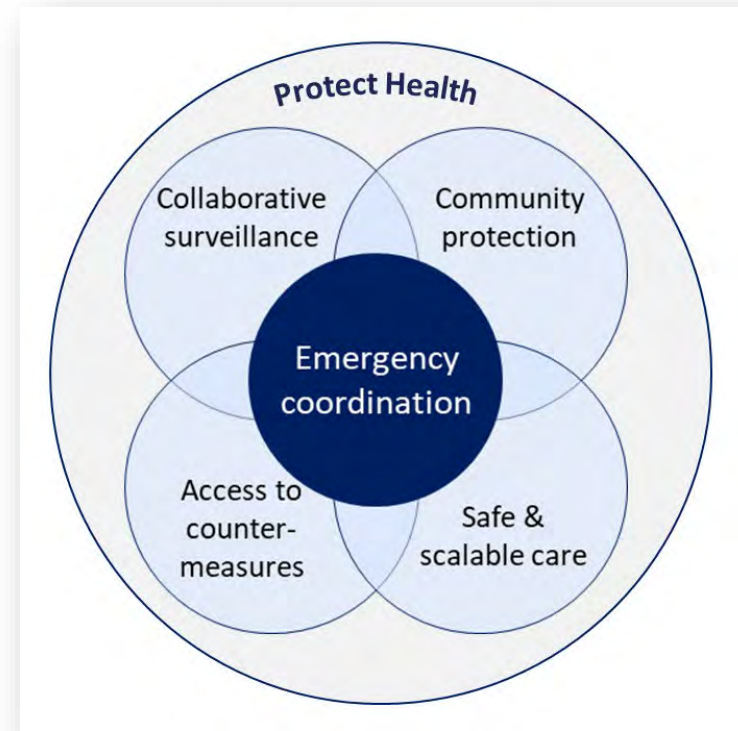 Protect Health
Collaborative
surveillance
Community
protection
Emergency
coordination
Access to
counter-
measures
Safe &
scalable care